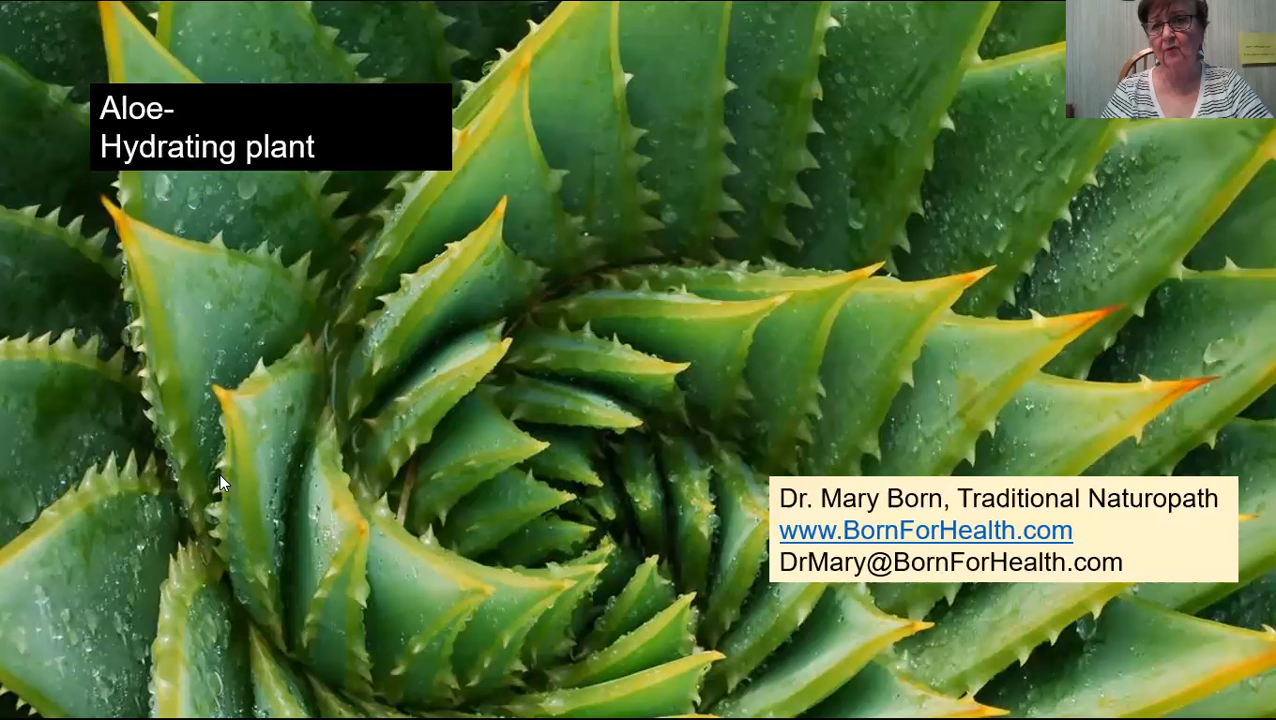 Aloe-
Hydrating plant
Dr. Mary Born, Traditional Naturopath
www.BornForHealth.com
DrMary@BornForHealth.com